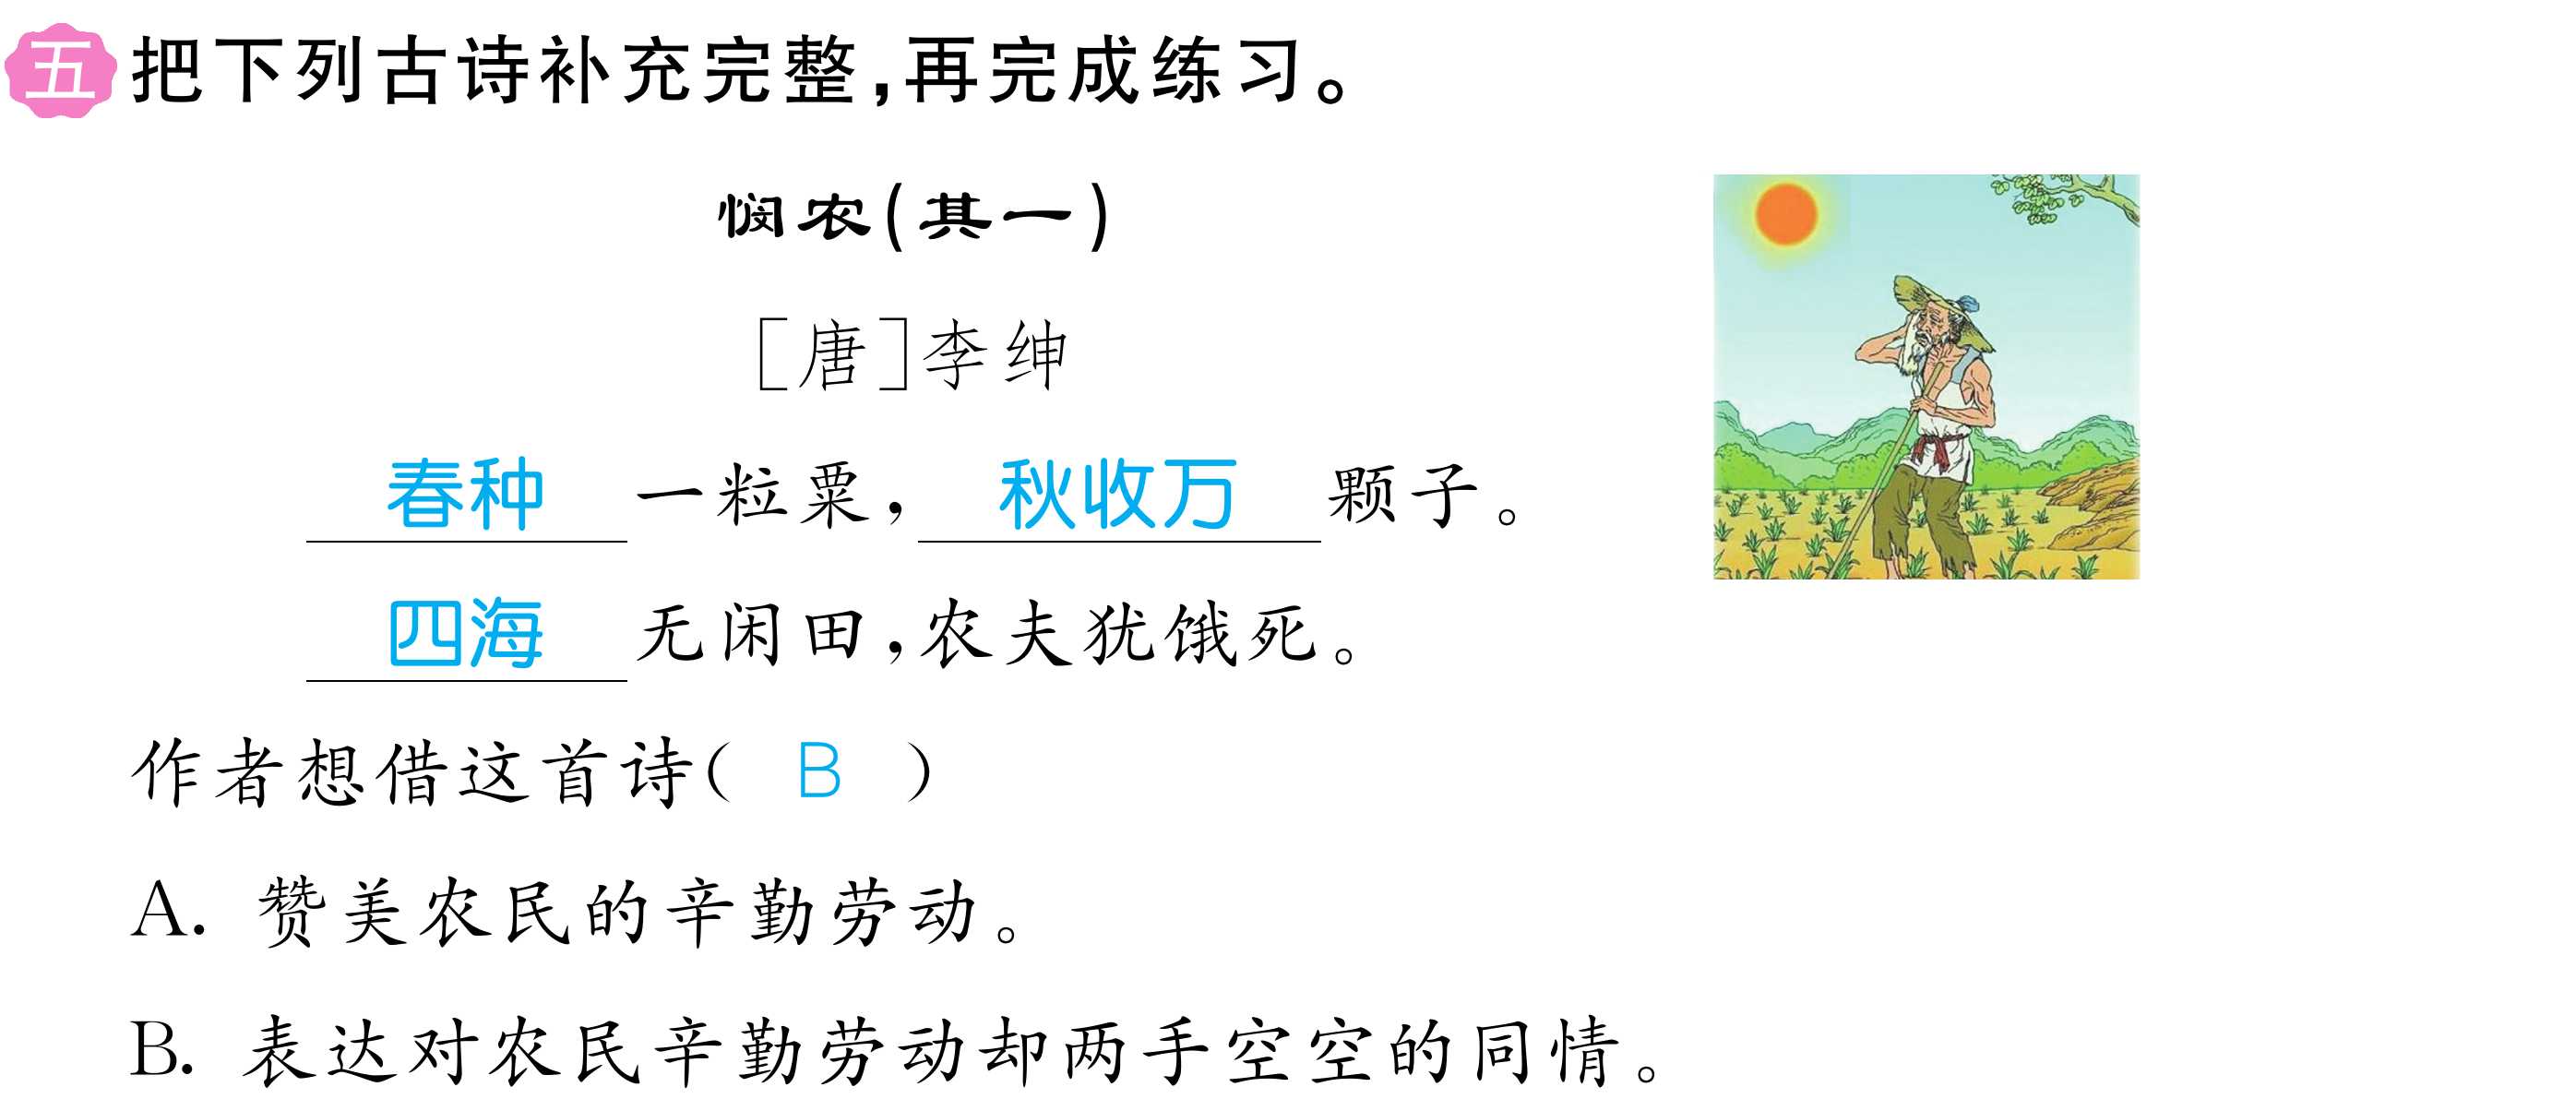 五 把下列古诗补充完整,再完成练习。
悯农(其一)
[唐]李绅
春种一粒粟,秋收万颗子。
四海无闲田,农夫犹饿死。
作者想借这首诗( B )
A. 赞美农民的辛勤劳动。
B. 表达对农民辛勤劳动却两手空空的同情。